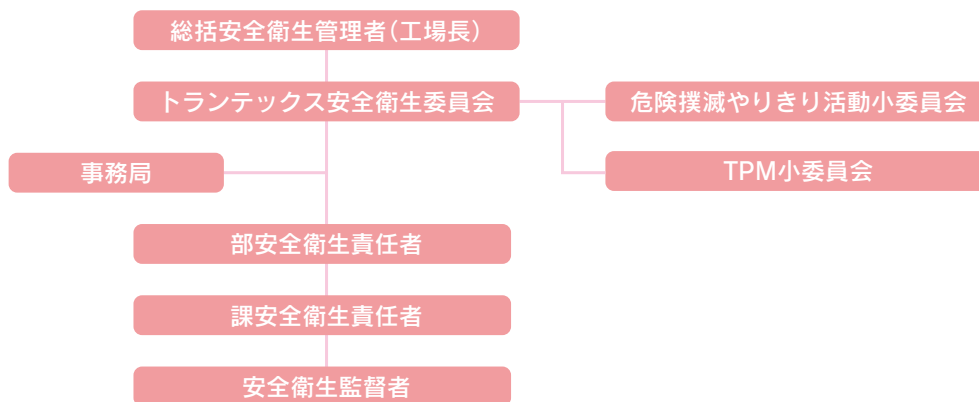 総括安全衛生管理者(工場長)
トランテックス安全衛生委員会
危険撲滅やりきり活動小委員会
事務局
TPM小委員会
部安全衛生責任者
課安全衛生責任者
安全衛生監督者